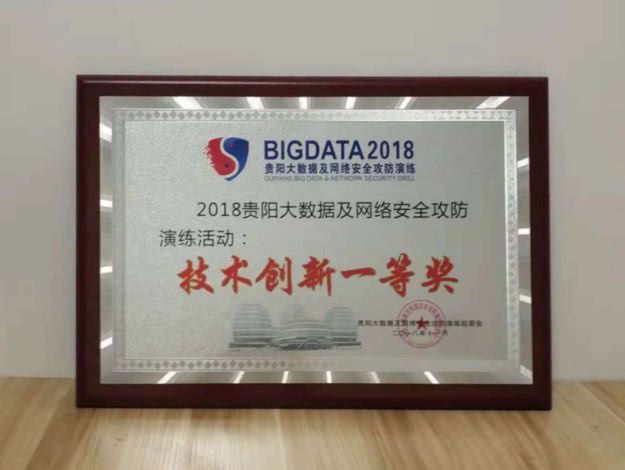 BIGDATA2018
贵阳大数据及网络安全攻防演练
GUIYANG BIG DATA & NETWORK SECURITY DRILL
2018贵阳大数据及网络安全攻防
演练活动：
技术创新一等奖
贵阳大数据及网络安全攻防演练组委会
二〇一八年十二月